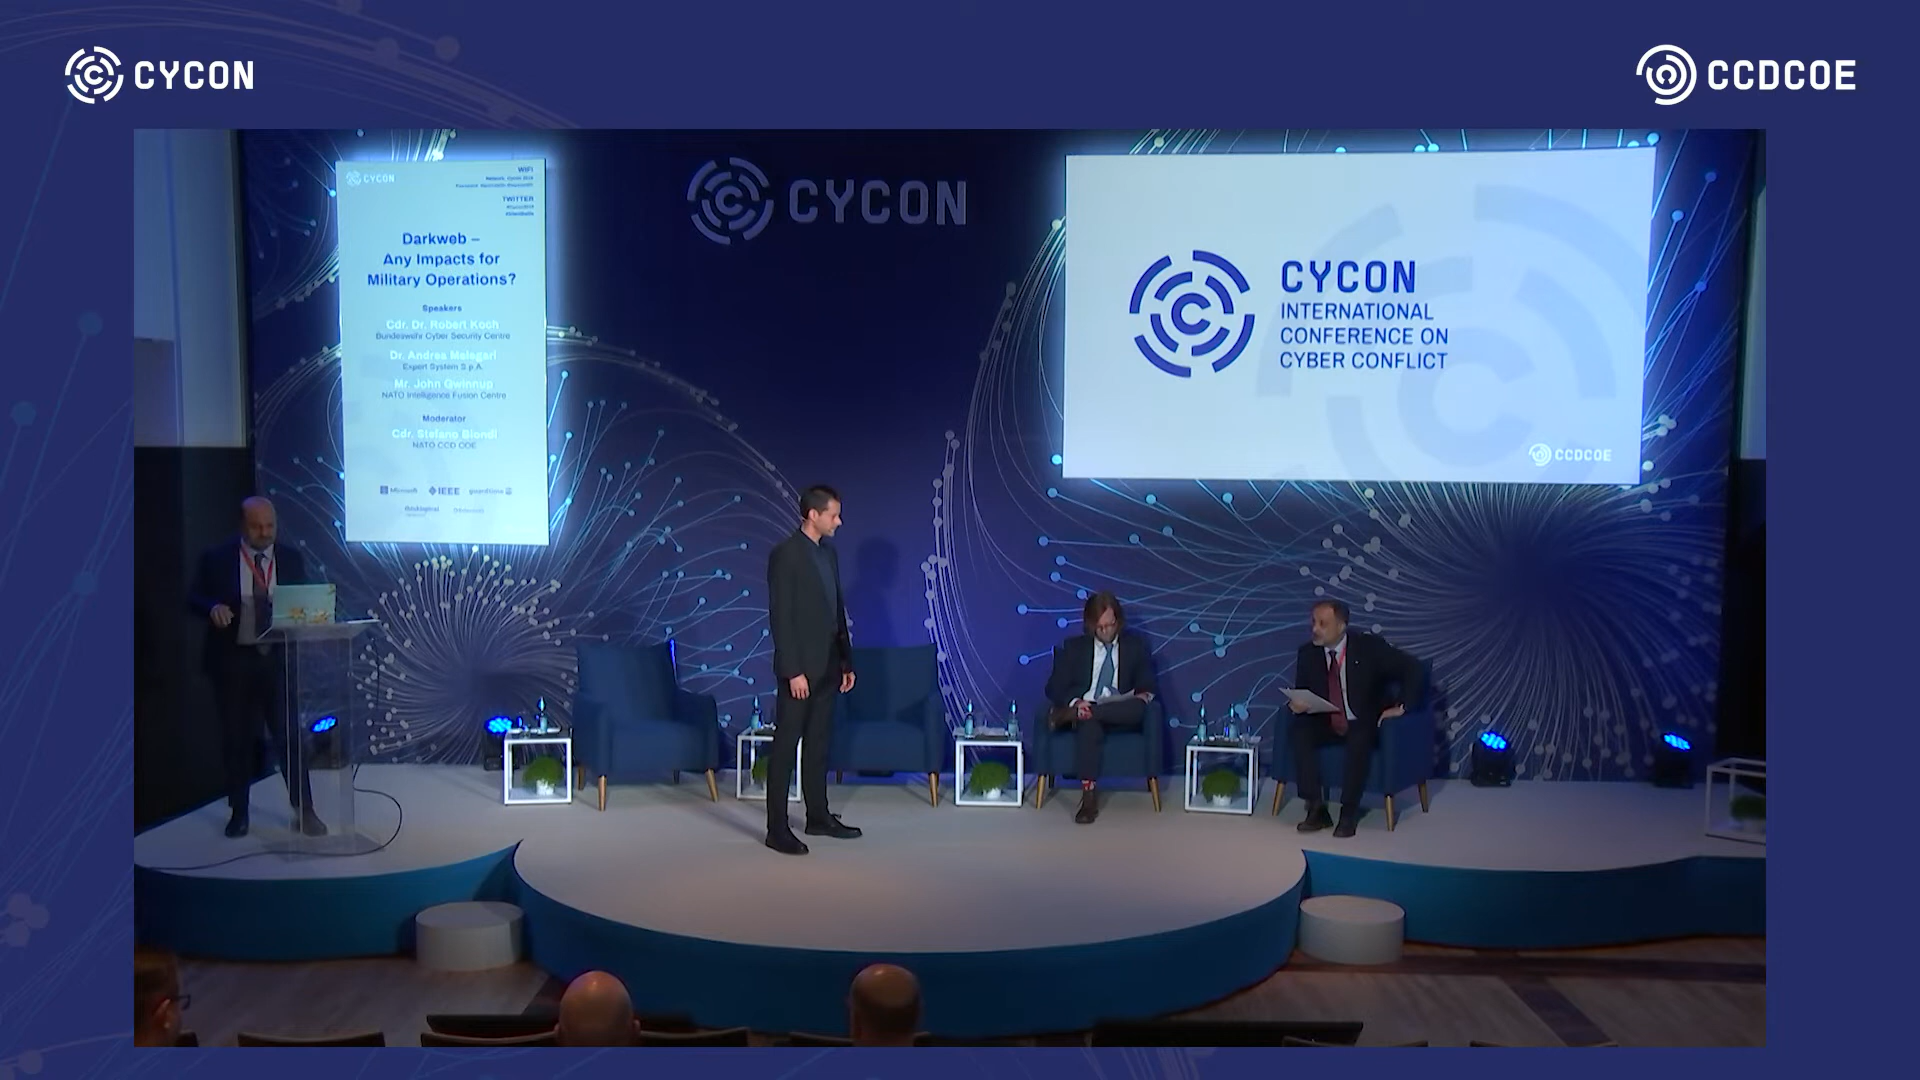 CYCON
CCDCOE
CYCON
WIFI
TWITTER
Darkweb –
Any Impacts for
Military Operations?
Speakers
Cdr. Dr. Robert Koch
Bundeswehr Cyber Security Centre
Dr. Andrea Melegari
Expert System S.p.A.
Mr. John Gwinnup
NATO Intelligence Fusion Centre
Moderator
Cdr. Stefano Biondi
NATO CCD COE
Microsoft
IEEE
guardtime
CYCON
CYCON
INTERNATIONAL
CONFERENCE ON
CYBER CONFLICT
CCDCOE